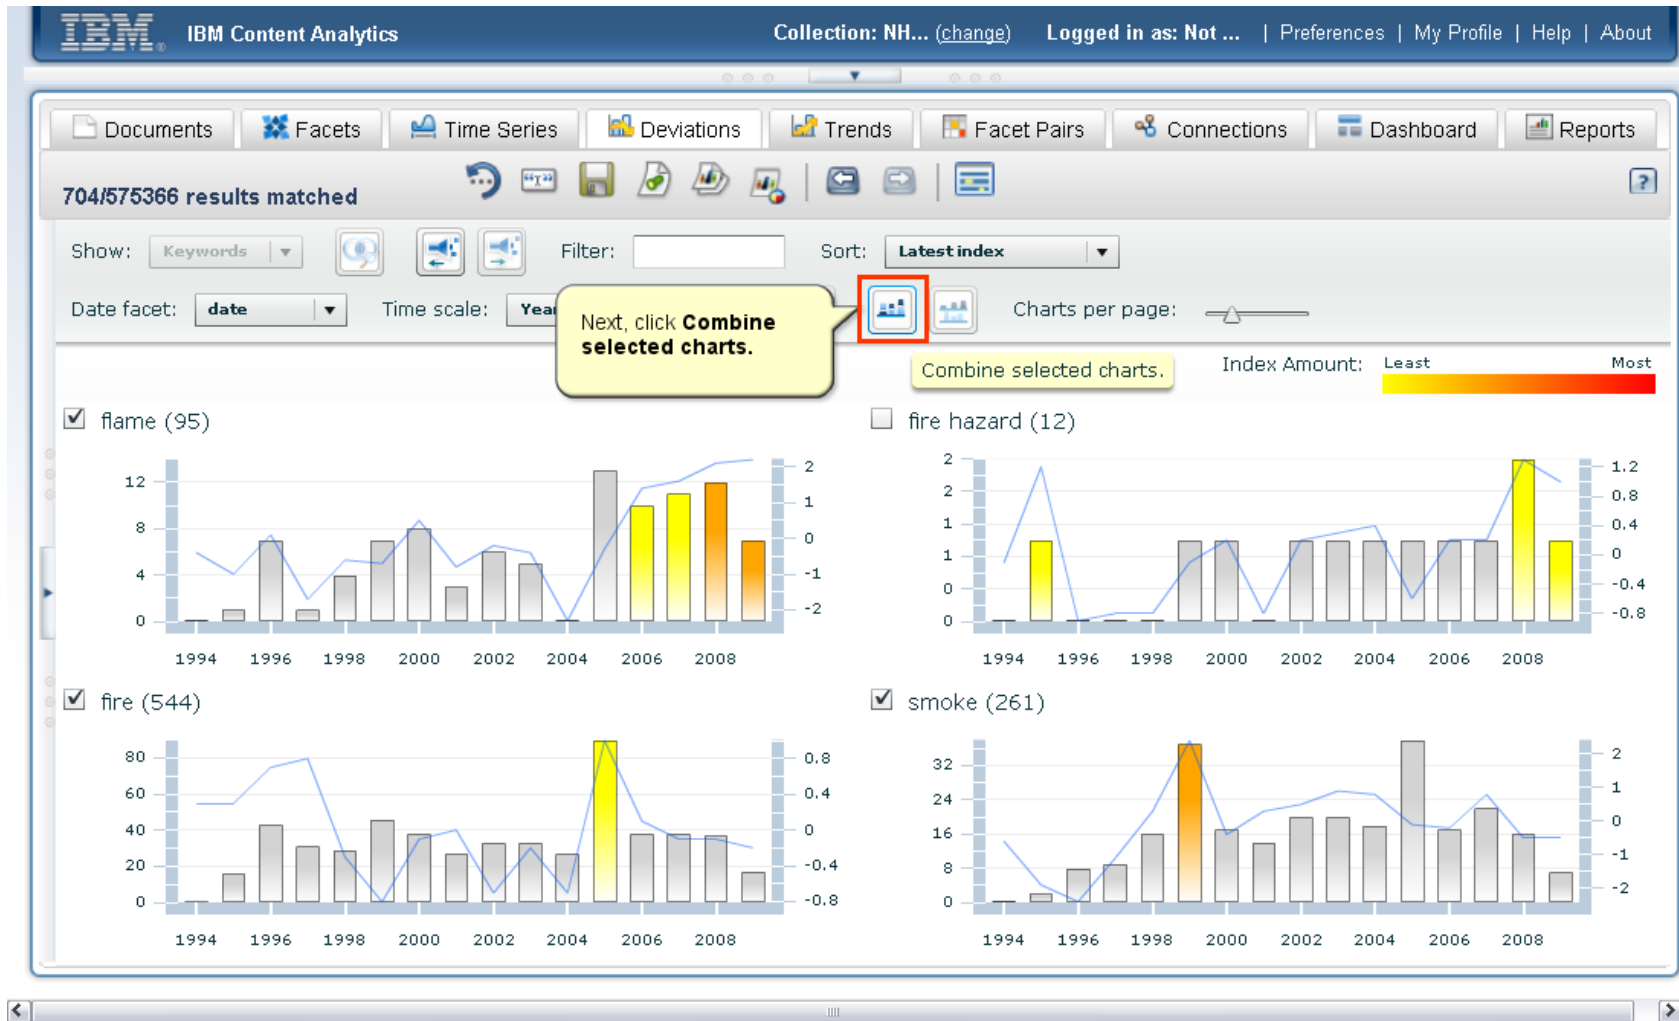 IBM. IBM Content Analytics Collection: NH... (change) Logged in as: Not ... | Preferences | My Profile | Help | About
Documents Facets Time Series Deviations Trends Facet Pairs Connections Dashboard Reports
704/575366 results matched
Show: Keywords Filter: Sort: Latest index
Date facet: date Time scale: Year Charts per page:
Next, click Combine
selected charts.
Combine selected charts.
Index Amount: Least Most
flame (95)
12
8
4
0
2
1
0
-1
-2
1994 1996 1998 2000 2002 2004 2006 2008
fire hazard (12)
2
2
1
1
0
0
1.2
0.8
0.4
0
-0.4
-0.8
1994 1996 1998 2000 2002 2004 2006 2008
fire (544)
80
60
40
20
0
0.8
0.4
0
-0.4
-0.8
1994 1996 1998 2000 2002 2004 2006 2008
smoke (261)
32
24
16
8
0
2
1
0
-1
-2
1994 1996 1998 2000 2002 2004 2006 2008